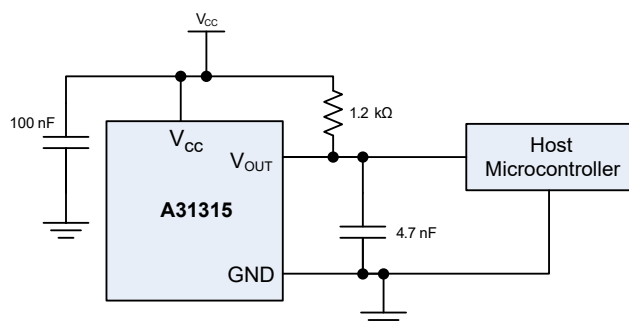 VCC
100 nF
VCC
1.2 kΩ
VOUT
Host
Microcontroller
A31315
4.7 nF
GND